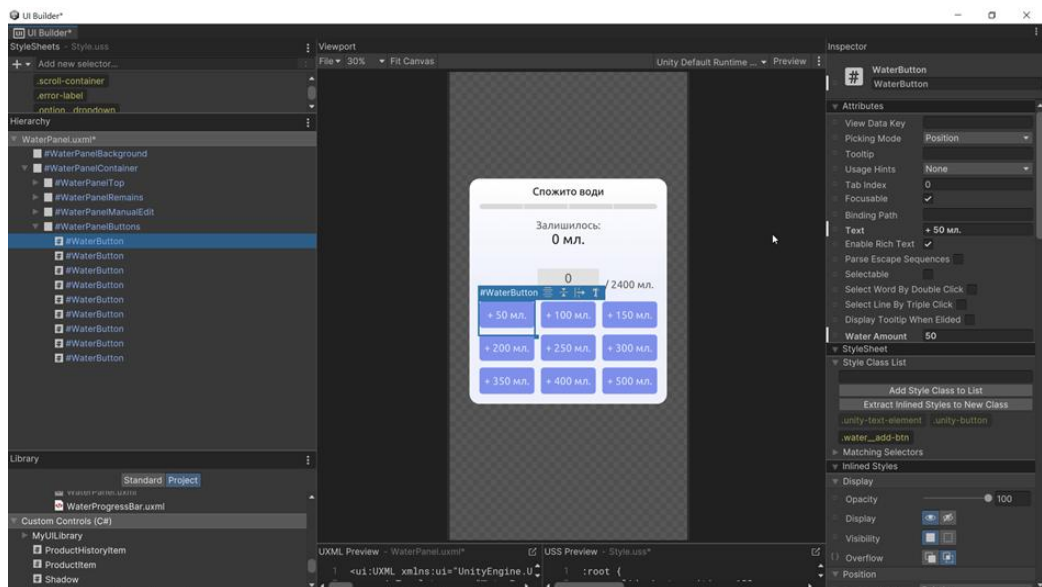 UI Builder*
UI Builder*
StyleSheets - Style.uss
Add new selector...
.scroll-container
.error-label
.option__dropdown
Hierarchy
WaterPanel.uxml*
#WaterPanelBackground
#WaterPanelContainer
#WaterPanelTop
#WaterPanelRemains
#WaterPanelManualEdit
#WaterPanelButtons
#WaterButton
#WaterButton
#WaterButton
#WaterButton
#WaterButton
#WaterButton
#WaterButton
#WaterButton
#WaterButton
Library
Standard Project
WaterPanel.uxml
WaterProgressBar.uxml
Custom Controls (C#)
MyUILibrary
ProductHistoryItem
ProductItem
Shadow
Viewport
File 30% Fit Canvas Unity Default Runtime ... Preview
Спожито води
Залишилось:
0 мл.
0
/ 2400 мл.
#WaterButton
+ 50 мл. + 100 мл. + 150 мл.
+ 200 мл. + 250 мл. + 300 мл.
+ 350 мл. + 400 мл. + 500 мл.
UXML Preview - WaterPanel.uxml*
1 <ui:UXML xmlns:ui="UnityEngine.U
USS Preview - Style.uss*
1 :root {
Inspector
WaterButton
WaterButton
Attributes
View Data Key
Picking Mode Position
Tooltip
Usage Hints None
Tab Index 0
Focusable
Binding Path
Text + 50 мл.
Enable Rich Text
Parse Escape Sequences
Selectable
Select Word By Double Click
Select Line By Triple Click
Display Tooltip When Elided
Water Amount 50
StyleSheet
Style Class List
Add Style Class to List
Extract Inlined Styles to New Class
.unity-text-element .unity-button
.water__add-btn
Matching Selectors
Inlined Styles
Display
Opacity 100
Display
Visibility
Overflow
Position